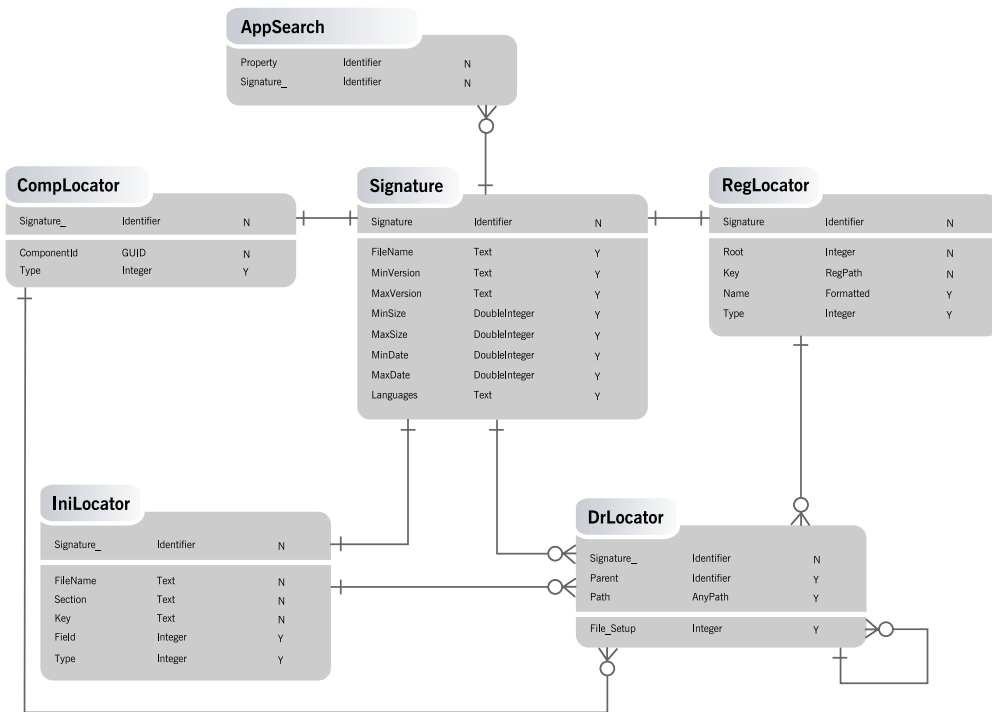 AppSearch
Property Identifier N
Signature_ Identifier N
CompLocator
Signature_ Identifier N
ComponentId GUID N
Type Integer Y
Signature
Signature Identifier N
FileName Text Y
MinVersion Text Y
MaxVersion Text Y
MinSize DoubleInteger Y
MaxSize DoubleInteger Y
MinDate DoubleInteger Y
MaxDate DoubleInteger Y
Languages Text Y
RegLocator
Signature Identifier N
Root Integer N
Key RegPath N
Name Formatted Y
Type Integer Y
IniLocator
Signature_ Identifier N
FileName Text N
Section Text N
Key Text N
Field Integer Y
Type Integer Y
DrLocator
Signature_ Identifier N
Parent Identifier Y
Path AnyPath Y
File_Setup Integer Y